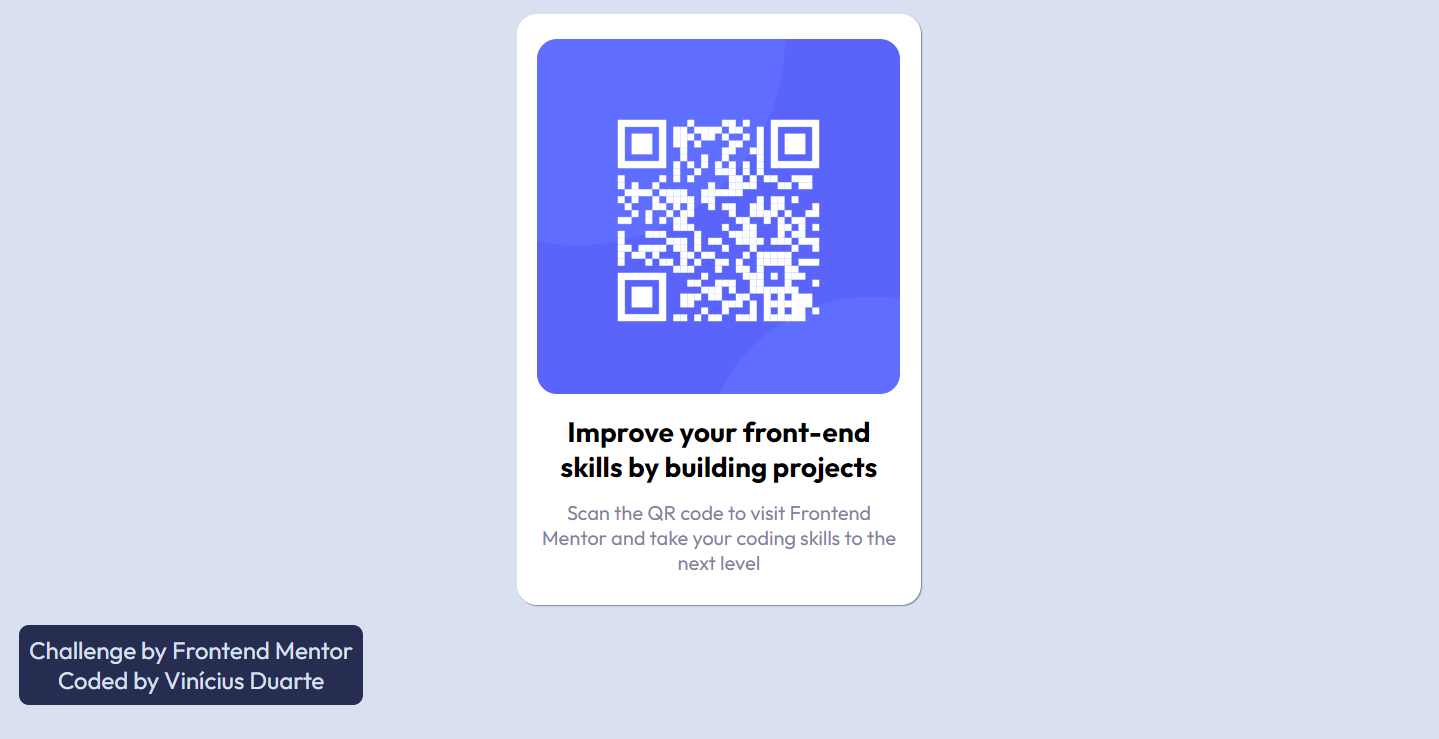 Improve your front-end
skills by building projects
Scan the QR code to visit Frontend
Mentor and take your coding skills to the
next level
Challenge by Frontend Mentor
Coded by Vinícius Duarte